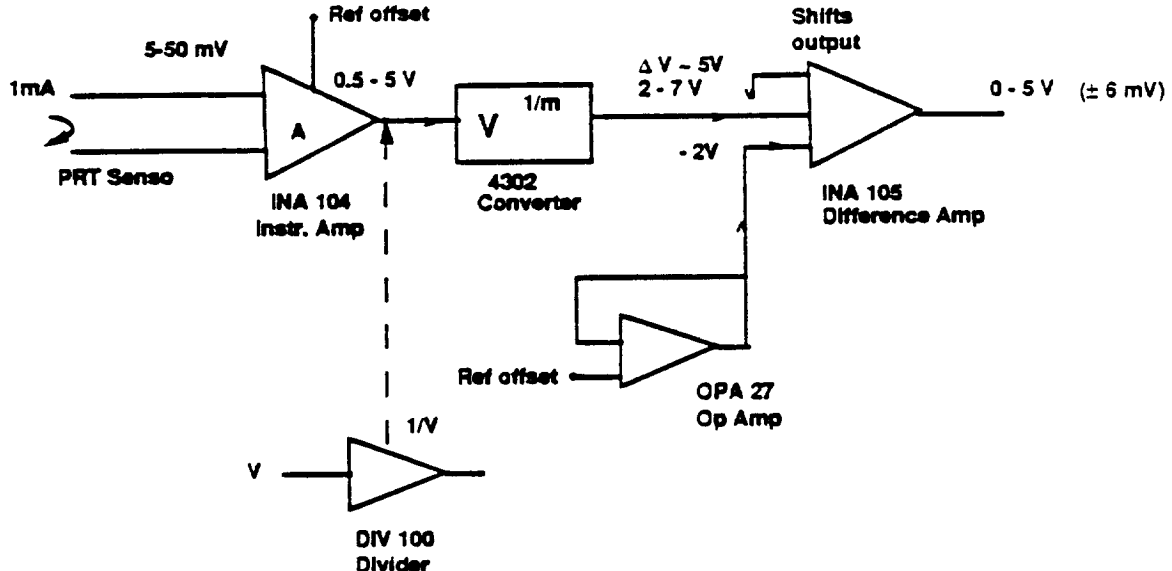 Ref offset
5-50 mV
1mA
0.5 - 5 V
A
PRT Senso
INA 104
Instr. Amp
V 1/m
4302
Converter
Δ V ~ 5V
2 - 7 V
- 2V
Shifts
output
0 - 5 V (± 6 mV)
INA 105
Difference Amp
Ref offset
OPA 27
Op Amp
1/V
V
DIV 100
Divider